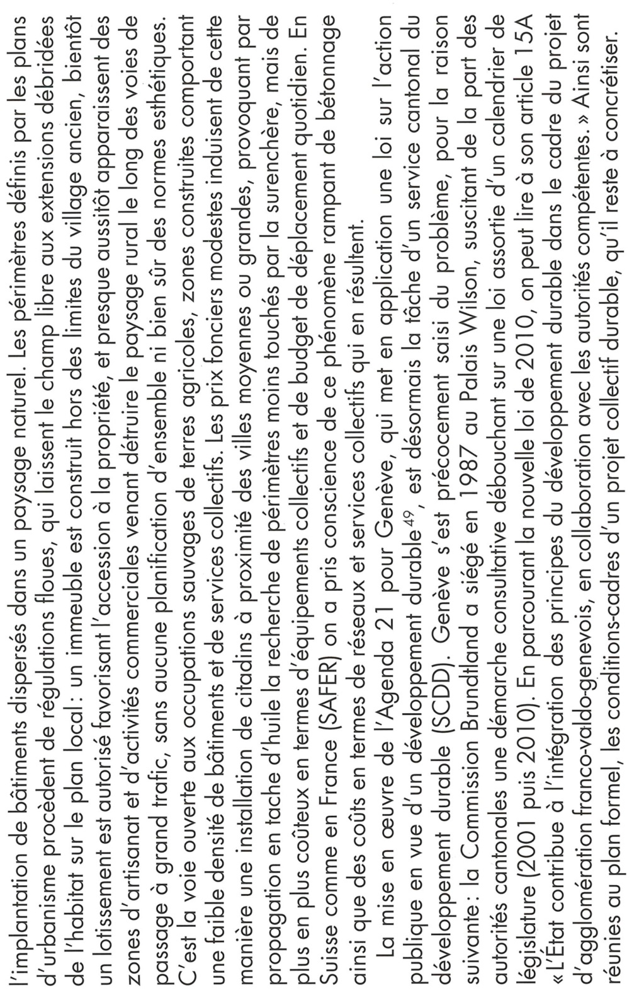 l'implantation de bâtiments dispersés dans un paysage naturel. Les périmètres définis par les plans
d'urbanisme procèdent de régulations floues, qui laissent le champ libre aux extensions débridées
de l'habitat sur le plan local : un immeuble est construit hors des limites du village ancien, bientôt
un lotissement est autorisé favorisant l'accession à la propriété, et presque aussitôt apparaissent des
zones d'artisanat et d'activités commerciales venant détruire le paysage rural le long des voies de
passage à grand trafic, sans aucune planification d'ensemble ni bien sûr des normes esthétiques.
C'est la voie ouverte aux occupations sauvages de terres agricoles, zones construites comportant
une faible densité de bâtiments et de services collectifs. Les prix fonciers modestes induisent de cette
manière une installation de citadins à proximité des villes moyennes ou grandes, provoquant par
propagation en tache d'huile la recherche de périmètres moins touchés par la surenchère, mais de
plus en plus coûteux en termes d'équipements collectifs et de budget de déplacement quotidien. En
Suisse comme en France (SAFER) on a pris conscience de ce phénomène rampant de bétonnage
ainsi que des coûts en termes de réseaux et services collectifs qui en résultent.
La mise en œuvre de l'Agenda 21 pour Genève, qui met en application une loi sur l'action
publique en vue d'un développement durable⁴⁹, est désormais la tâche d'un service cantonal du
développement durable (SCDD). Genève s'est précocement saisi du problème, pour la raison
suivante : la Commission Brundtland a siégé en 1987 au Palais Wilson, suscitant de la part des
autorités cantonales une démarche consultative débouchant sur une loi assortie d'un calendrier de
législature (2001 puis 2010). En parcourant la nouvelle loi de 2010, on peut lire à son article 15A
« L'État contribue à l'intégration des principes du développement durable dans le cadre du projet
d'agglomération franco-valdo-genevois, en collaboration avec les autorités compétentes. » Ainsi sont
réunies au plan formel, les conditions-cadres d'un projet collectif durable, qu'il reste à concrétiser.